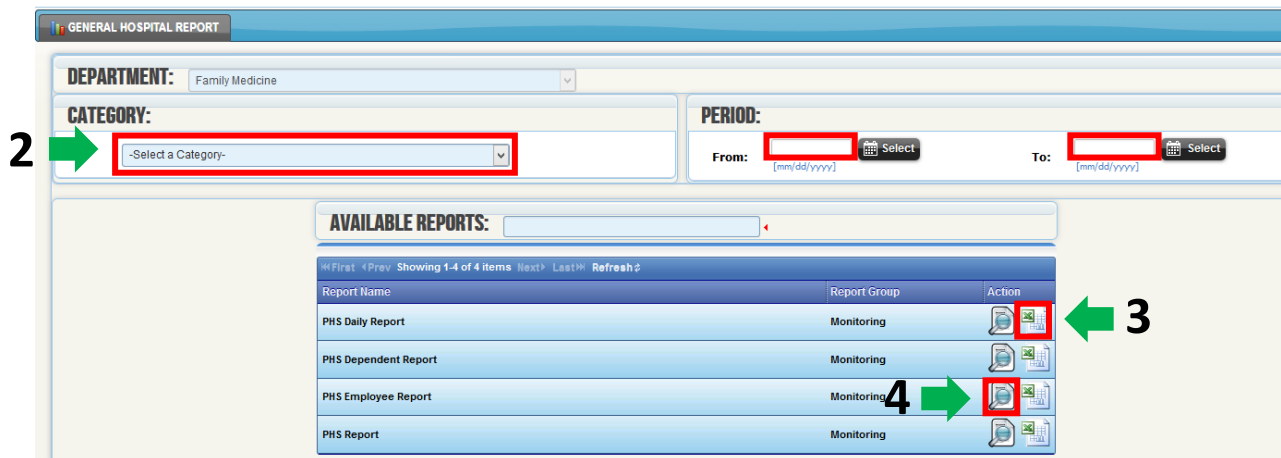 GENERAL HOSPITAL REPORT
DEPARTMENT: Family Medicine
CATEGORY:
2
-Select a Category-
PERIOD:
From: Select To: Select
[mm/dd/yyyy] [mm/dd/yyyy]
AVAILABLE REPORTS:
First Prev Showing 1-4 of 4 items Next Last Refresh
Report Name Report Group Action
PHS Daily Report Monitoring
3
PHS Dependent Report Monitoring
PHS Employee Report Monitoring
4
PHS Report Monitoring